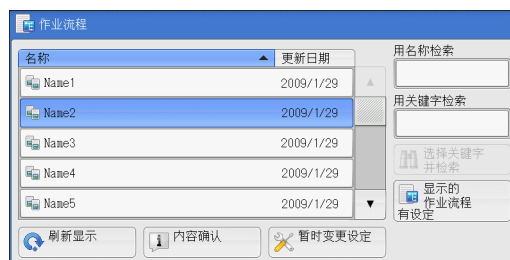 作业流程
名称 更新日期
Name1 2009/1/29
Name2 2009/1/29
Name3 2009/1/29
Name4 2009/1/29
Name5 2009/1/29
用名称检索
用关键字检索
选择关键字
并检索
显示的
作业流程
有设定
刷新显示 内容确认 暂时变更设定